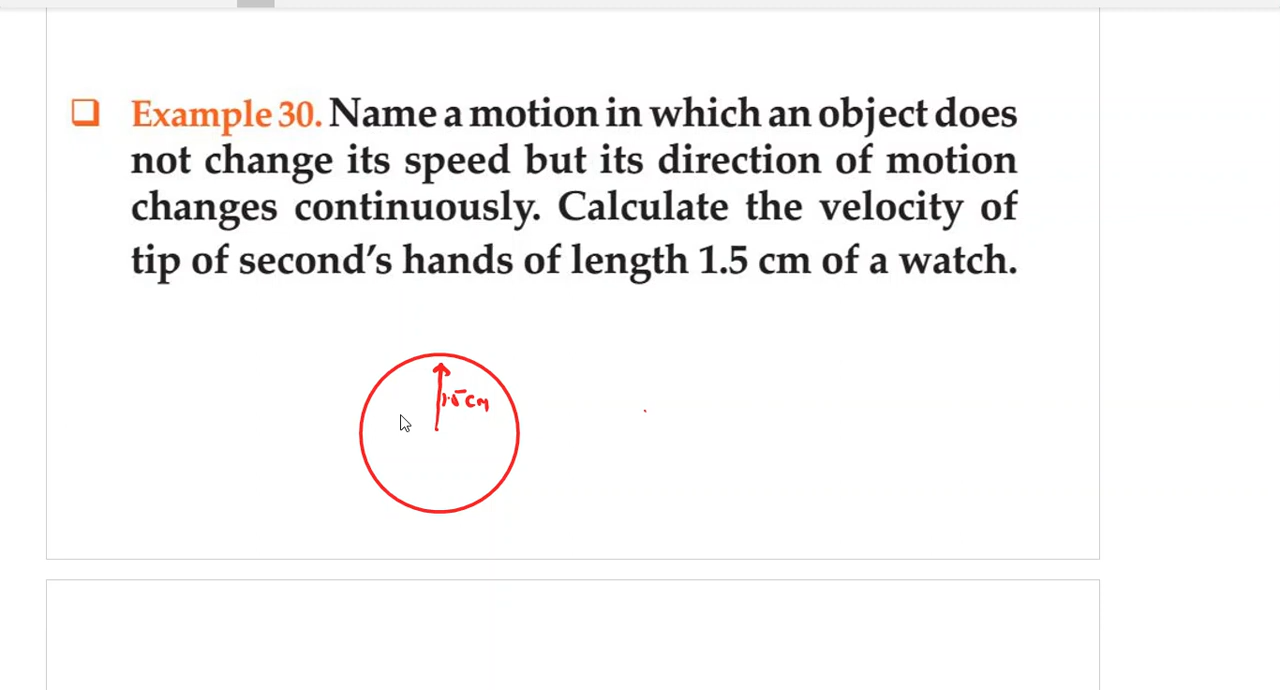 ❑ Example 30. Name a motion in which an object does
not change its speed but its direction of motion
changes continuously. Calculate the velocity of
tip of second’s hands of length 1.5 cm of a watch.
1.5 cm